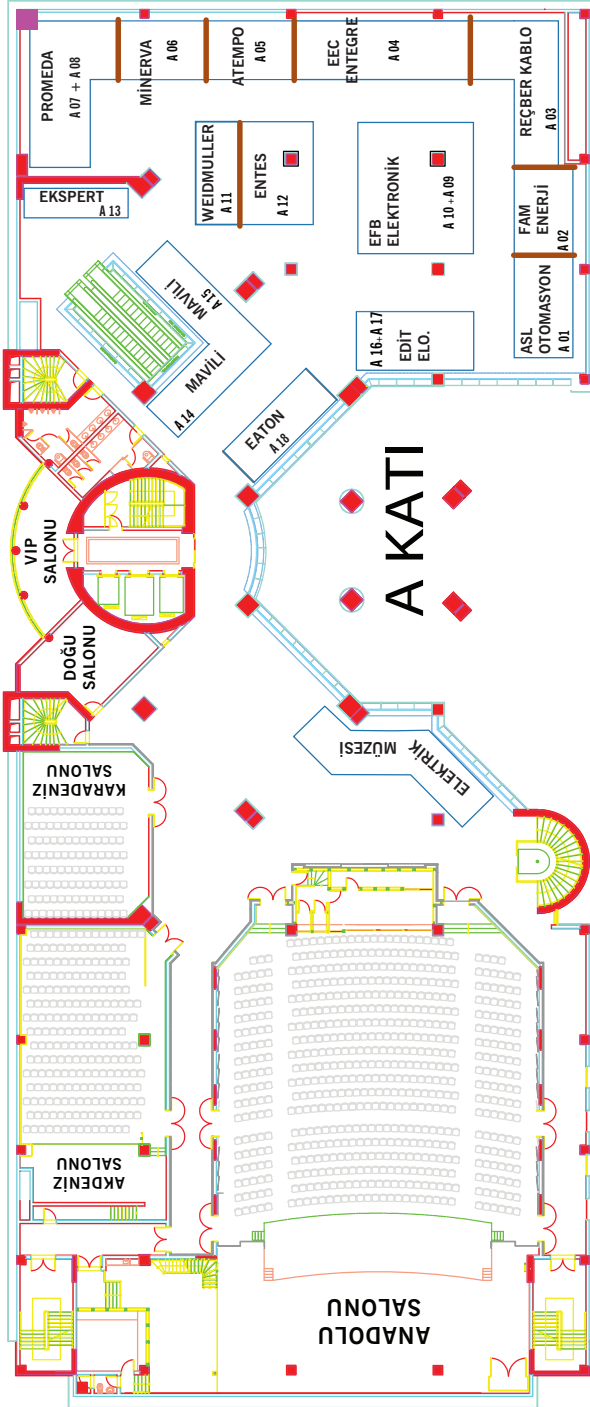 PROMEDA
A 07 + A 08
MİNERVA
A 06
ATEMPO
A 05
EEC
ENTEGRE
A 04
REÇBER KABLO
A 03
EKSPERT
A 13
WEIDMULLER
A 11
ENTES
A 12
EFB
ELEKTRONİK
A 10 +A 09
FAM
ENERJİ
A 02
ASL
OTOMASYON
A 01
MAVİLİ
A 15
MAVİLİ
A 14
A 16+A 17
EDİT
ELO.
EATON
A 18
VIP
SALONU
DOĞU
SALONU
A KATI
KARADENİZ
SALONU
ELEKTRİK
MÜZESİ
AKDENİZ
SALONU
ANADOLU
SALONU